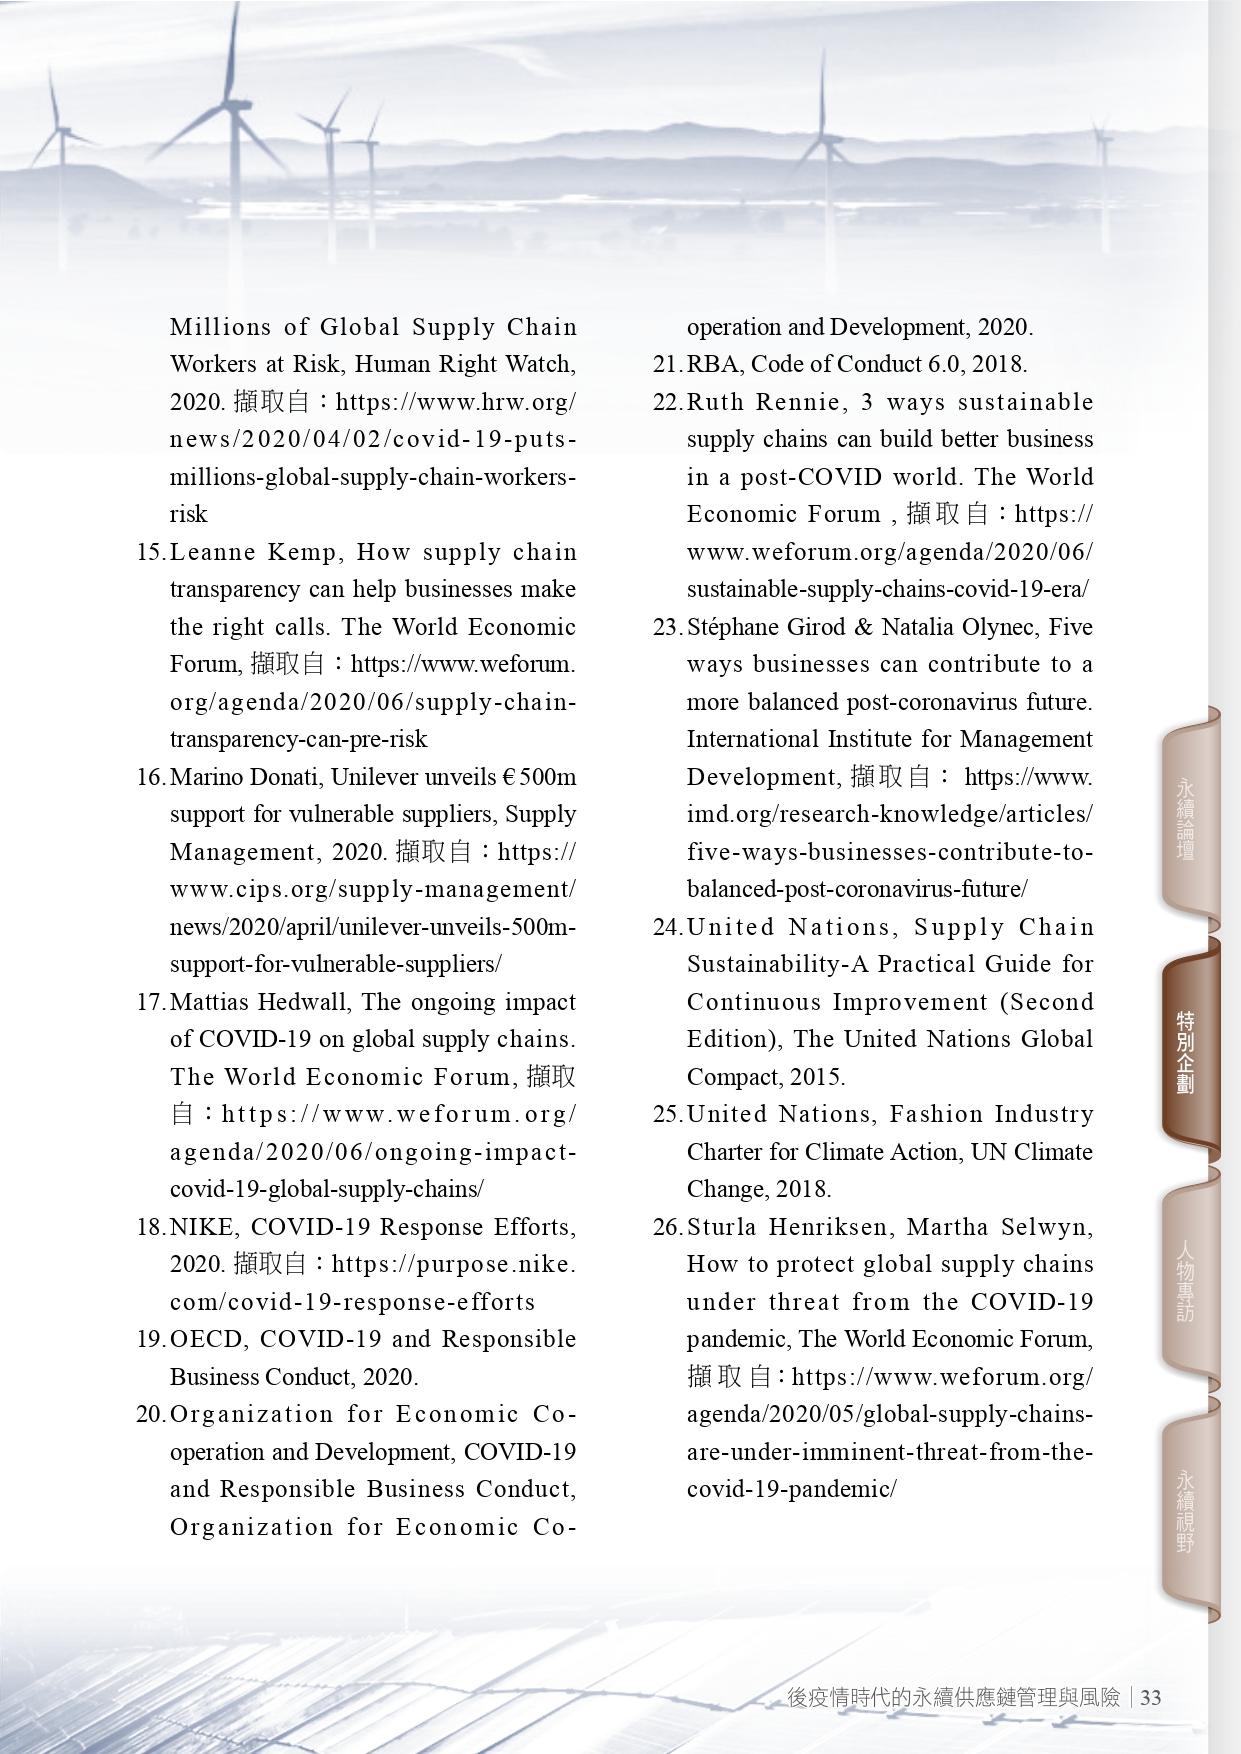 Millions of Global Supply Chain
Workers at Risk, Human Right Watch,
2020. 擷取自：https://www.hrw.org/
news/2020/04/02/covid-19-puts-
millions-global-supply-chain-workers-
risk
15. Leanne Kemp, How supply chain
transparency can help businesses make
the right calls. The World Economic
Forum, 擷取自：https://www.weforum.
org/agenda/2020/06/supply-chain-
transparency-can-pre-risk
16. Marino Donati, Unilever unveils €500m
support for vulnerable suppliers, Supply
Management, 2020. 擷取自：https://
www.cips.org/supply-management/
news/2020/april/unilever-unveils-500m-
support-for-vulnerable-suppliers/
17. Mattias Hedwall, The ongoing impact
of COVID-19 on global supply chains.
The World Economic Forum, 擷取
自：https://www.weforum.org/
agenda/2020/06/ongoing-impact-
covid-19-global-supply-chains/
18. NIKE, COVID-19 Response Efforts,
2020. 擷取自：https://purpose.nike.
com/covid-19-response-efforts
19. OECD, COVID-19 and Responsible
Business Conduct, 2020.
20. Organization for Economic Co-
operation and Development, COVID-19
and Responsible Business Conduct,
Organization for Economic Co-
operation and Development, 2020.
21. RBA, Code of Conduct 6.0, 2018.
22. Ruth Rennie, 3 ways sustainable
supply chains can build better business
in a post-COVID world. The World
Economic Forum , 擷取自：https://
www.weforum.org/agenda/2020/06/
sustainable-supply-chains-covid-19-era/
23. Stéphane Girod & Natalia Olynec, Five
ways businesses can contribute to a
more balanced post-coronavirus future.
International Institute for Management
Development, 擷取自： https://www.
imd.org/research-knowledge/articles/
five-ways-businesses-contribute-to-
balanced-post-coronavirus-future/
24. United Nations, Supply Chain
Sustainability-A Practical Guide for
Continuous Improvement (Second
Edition), The United Nations Global
Compact, 2015.
25. United Nations, Fashion Industry
Charter for Climate Action, UN Climate
Change, 2018.
26. Sturla Henriksen, Martha Selwyn,
How to protect global supply chains
under threat from the COVID-19
pandemic, The World Economic Forum,
擷取自：https://www.weforum.org/
agenda/2020/05/global-supply-chains-
are-under-imminent-threat-from-the-
covid-19-pandemic/
永續論壇
特別企劃
人物專訪
永續視野
後疫情時代的永續供應鏈管理與風險｜33